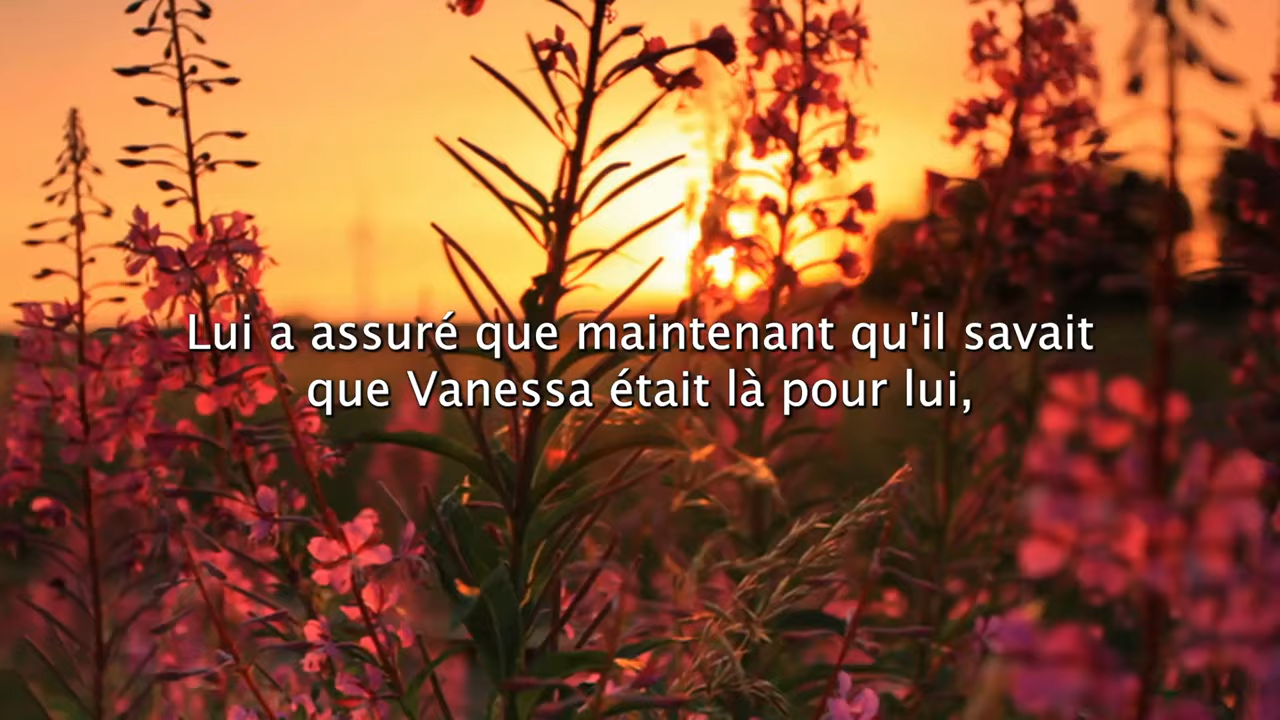 Lui a assuré que maintenant qu'il savait
que Vanessa était là pour lui,